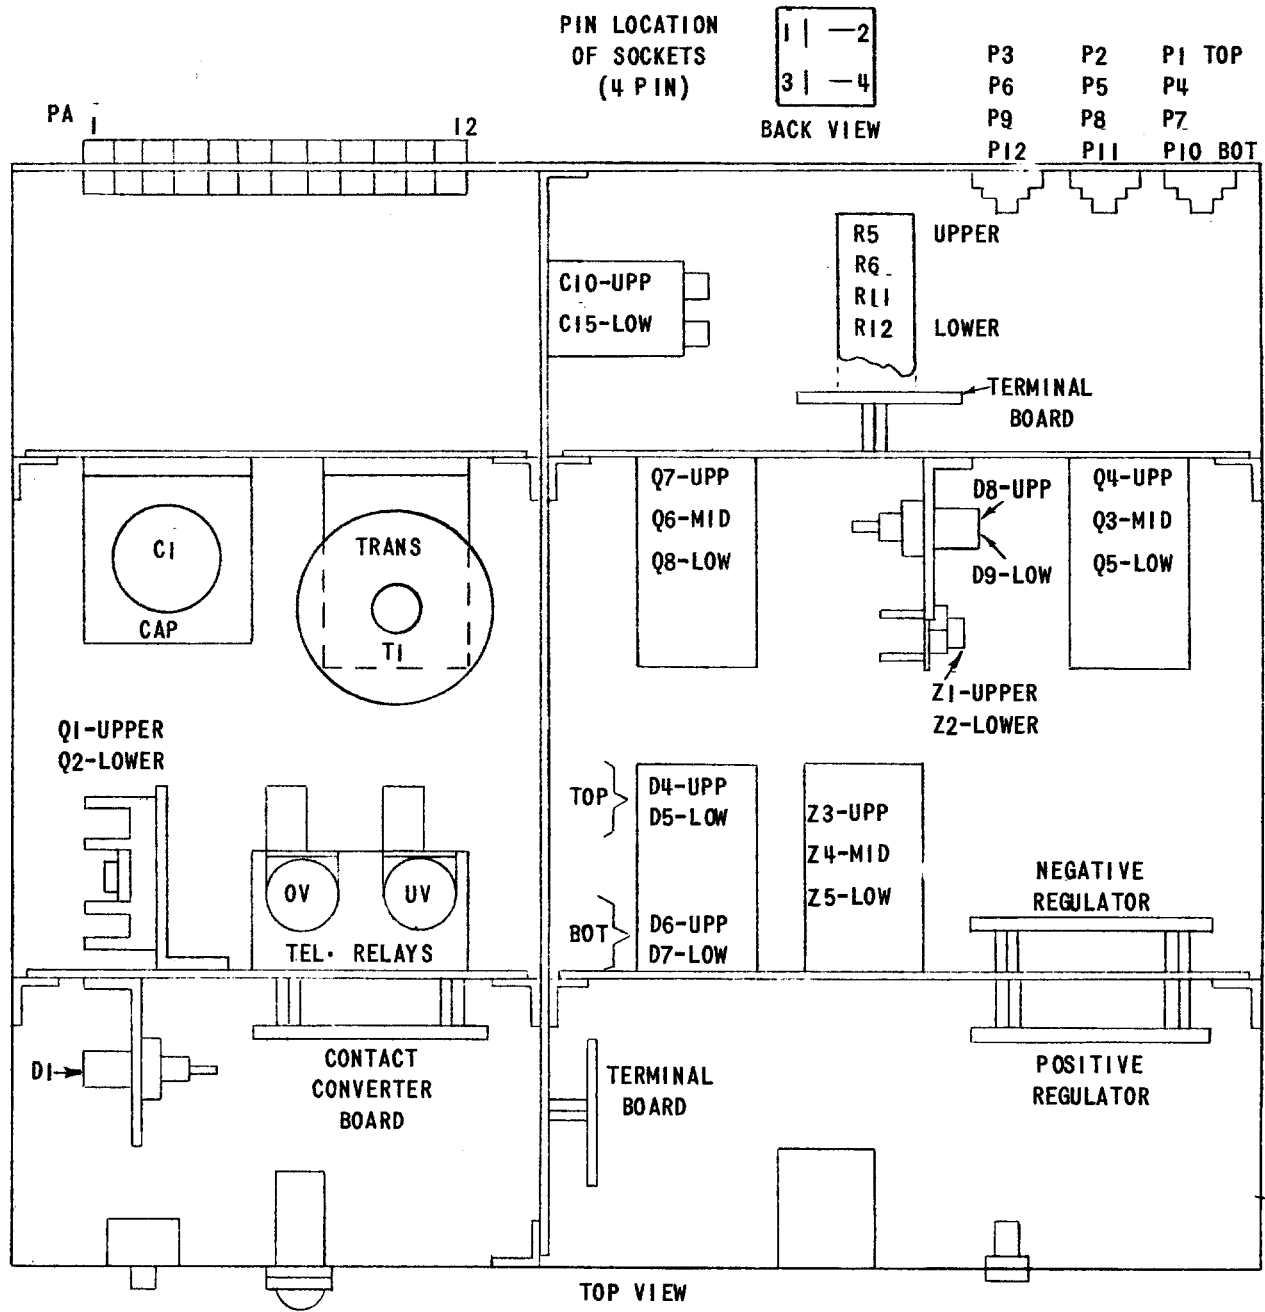 PIN LOCATION
OF SOCKETS
(4 PIN)
1 2
3 4
BACK VIEW
P3 P2 P1 TOP
P6 P5 P4
P9 P8 P7
P12 P11 P10 BOT
PA 1 12
R5 UPPER
R6
R11
R12 LOWER
C10-UPP
C15-LOW
TERMINAL
BOARD
C1
CAP
TRANS
T1
Q7-UPP
Q6-MID
Q8-LOW
D8-UPP
D9-LOW
Q4-UPP
Q3-MID
Q5-LOW
Z1-UPPER
Z2-LOWER
Q1-UPPER
Q2-LOWER
OV UV
TEL. RELAYS
TOP
D4-UPP
D5-LOW
BOT
D6-UPP
D7-LOW
Z3-UPP
Z4-MID
Z5-LOW
NEGATIVE
REGULATOR
D1
CONTACT
CONVERTER
BOARD
TERMINAL
BOARD
POSITIVE
REGULATOR
TOP VIEW